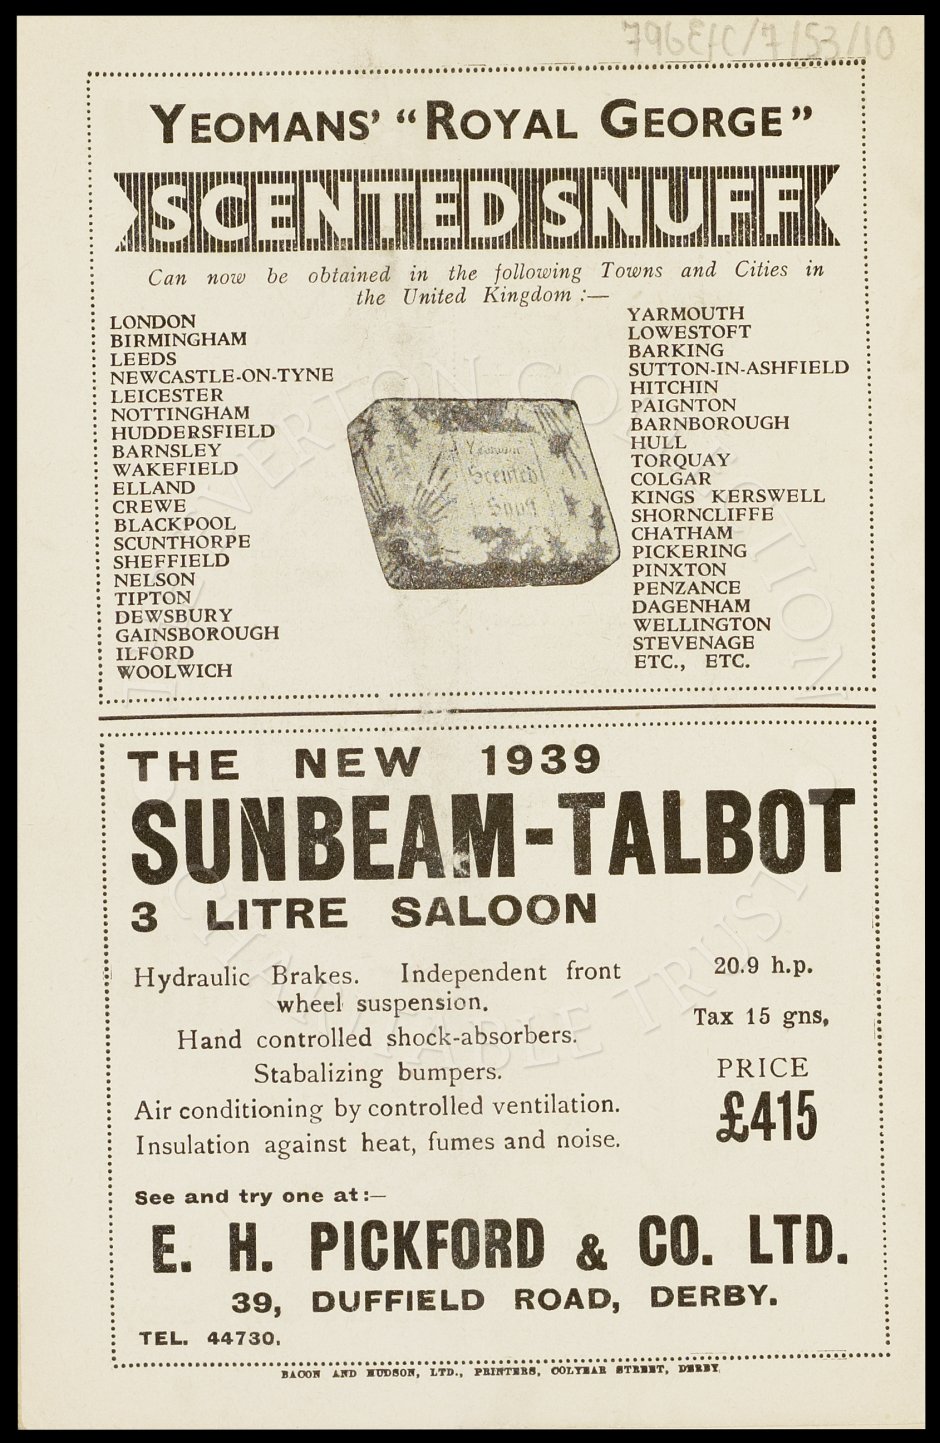 796E/C/7/53/10
YEOMANS' "ROYAL GEORGE"
SCENTED SNUFF
Can now be obtained in the following Towns and Cities in
the United Kingdom :—
LONDON
BIRMINGHAM
LEEDS
NEWCASTLE-ON-TYNE
LEICESTER
NOTTINGHAM
HUDDERSFIELD
BARNSLEY
WAKEFIELD
ELLAND
CREWE
BLACKPOOL
SCUNTHORPE
SHEFFIELD
NELSON
TIPTON
DEWSBURY
GAINSBOROUGH
ILFORD
WOOLWICH
Yeomans'
Scented
Snuff
YARMOUTH
LOWESTOFT
BARKING
SUTTON-IN-ASHFIELD
HITCHIN
PAIGNTON
BARNBOROUGH
HULL
TORQUAY
COLGAR
KINGS KERSWELL
SHORNCLIFFE
CHATHAM
PICKERING
PINXTON
PENZANCE
DAGENHAM
WELLINGTON
STEVENAGE
ETC., ETC.
THE NEW 1939
SUNBEAM-TALBOT
3 LITRE SALOON
Hydraulic Brakes. Independent front
wheel suspension.
Hand controlled shock-absorbers.
Stabalizing bumpers.
Air conditioning by controlled ventilation.
Insulation against heat, fumes and noise.
20.9 h.p.
Tax 15 gns,
PRICE
£415
See and try one at:—
E. H. PICKFORD & CO. LTD.
39, DUFFIELD ROAD, DERBY.
TEL. 44730.
BACON AND HUDSON, LTD., PRINTERS, COLYEAR STREET, DERBY
CHARITABLE TRUST